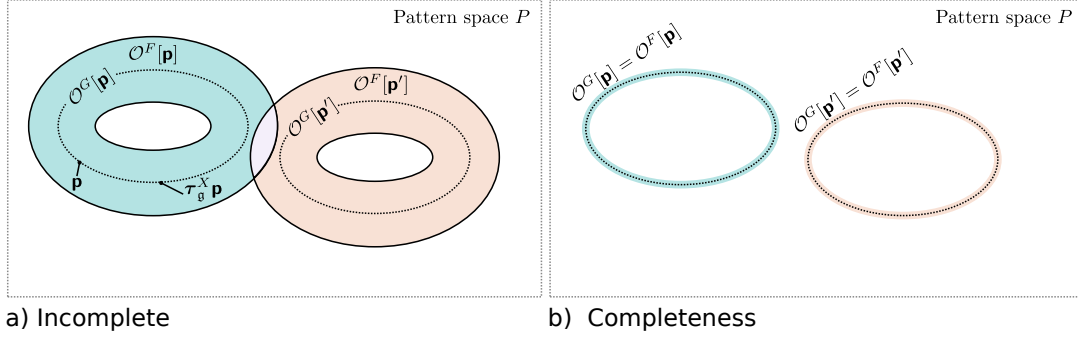 Pattern space P
𝒪^F[𝐩]
𝒪^G[𝐩]
𝒪^F[𝐩′]
𝒪^G[𝐩′]
𝐩
τ_𝔤^X 𝐩
a) Incomplete
Pattern space P
𝒪^G[𝐩] = 𝒪^F[𝐩]
𝒪^G[𝐩′] = 𝒪^F[𝐩′]
b) Completeness